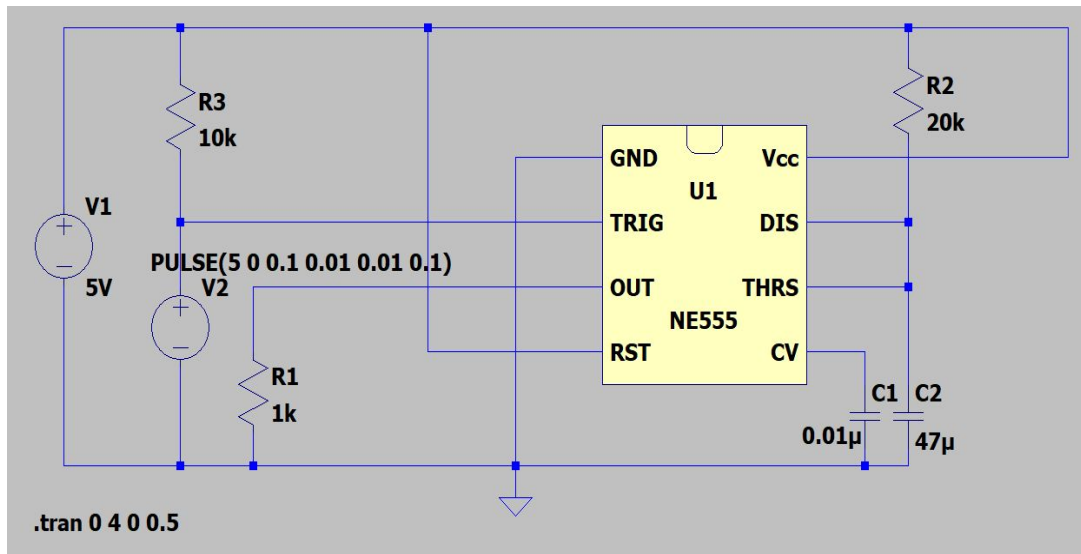 R3
10k
V1
5V
PULSE(5 0 0.1 0.01 0.01 0.1)
V2
R1
1k
GND
Vcc
U1
TRIG
DIS
OUT
THRS
NE555
RST
CV
R2
20k
C1
0.01µ
C2
47µ
.tran 0 4 0 0.5